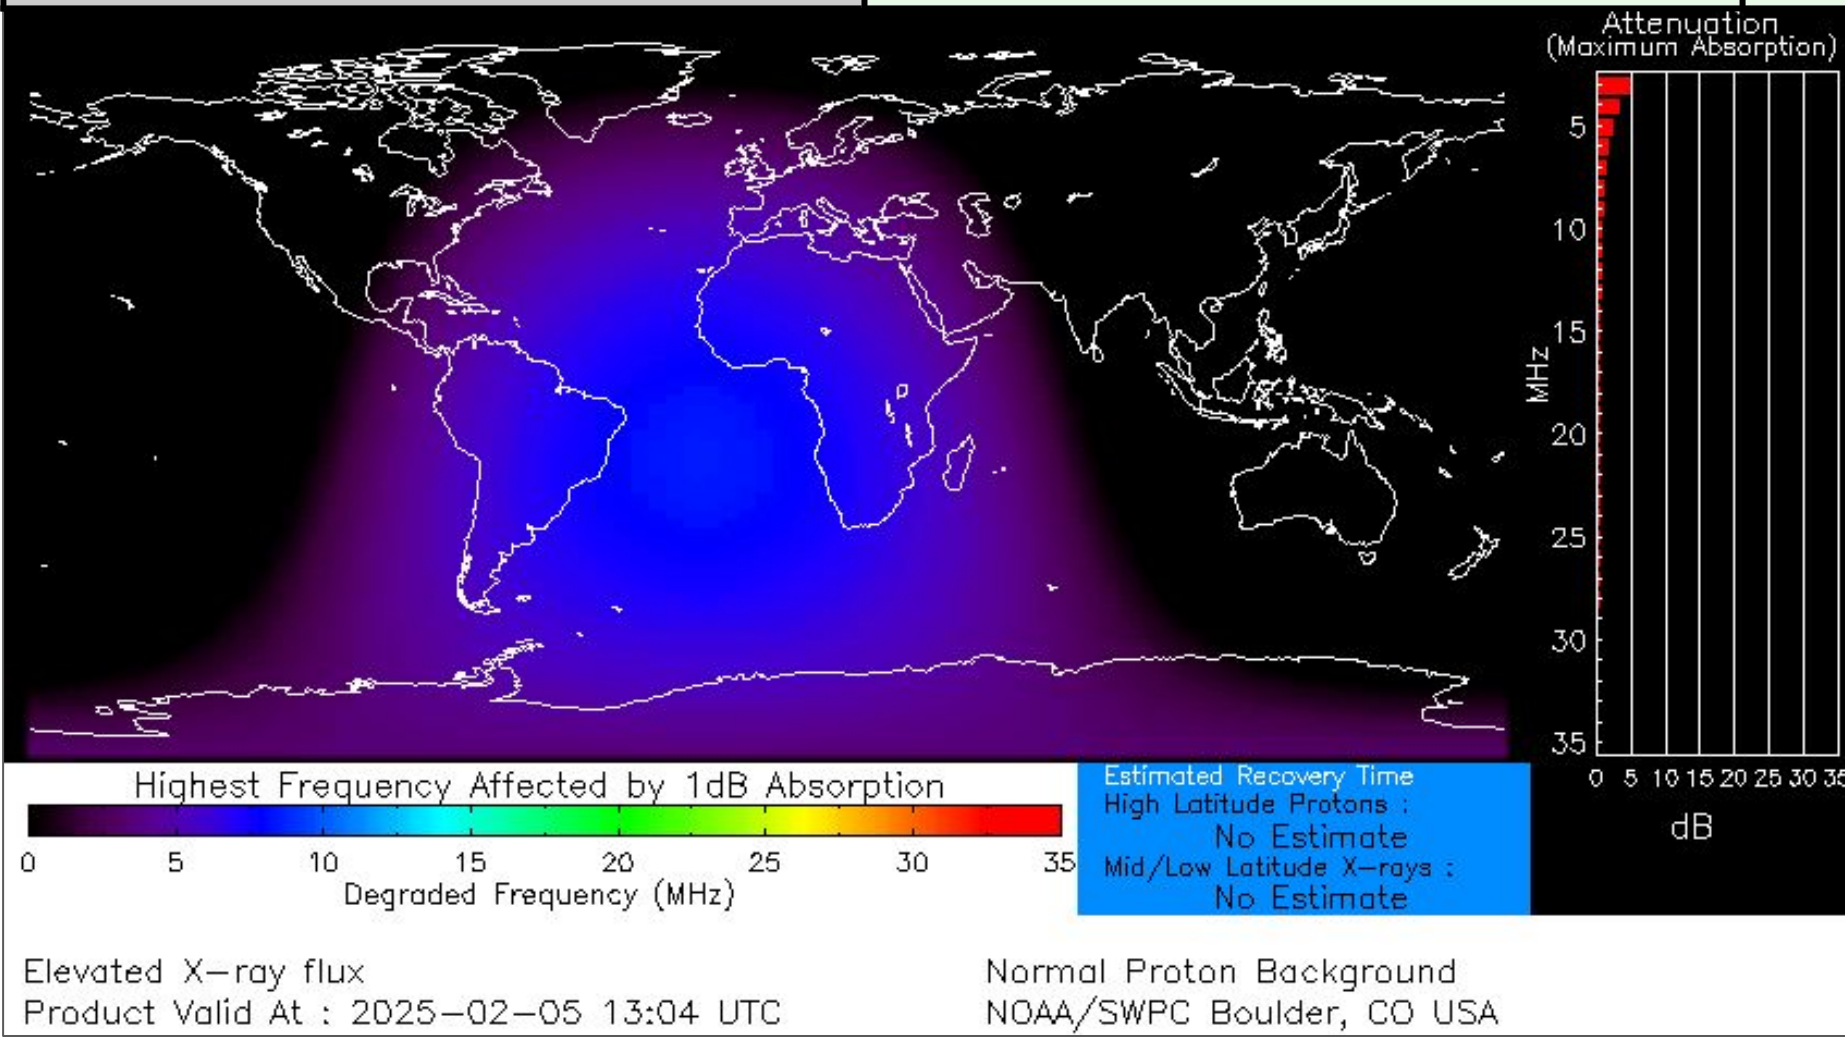 Attenuation
(Maximum Absorption)
5
10
15
20
25
30
35
MHz
0 5 10 15 20 25 30 35
dB
Highest Frequency Affected by 1dB Absorption
0 5 10 15 20 25 30 35
Degraded Frequency (MHz)
Estimated Recovery Time
High Latitude Protons :
No Estimate
Mid/Low Latitude X-rays :
No Estimate
Elevated X-ray flux
Normal Proton Background
Product Valid At : 2025-02-05 13:04 UTC
NOAA/SWPC Boulder, CO USA